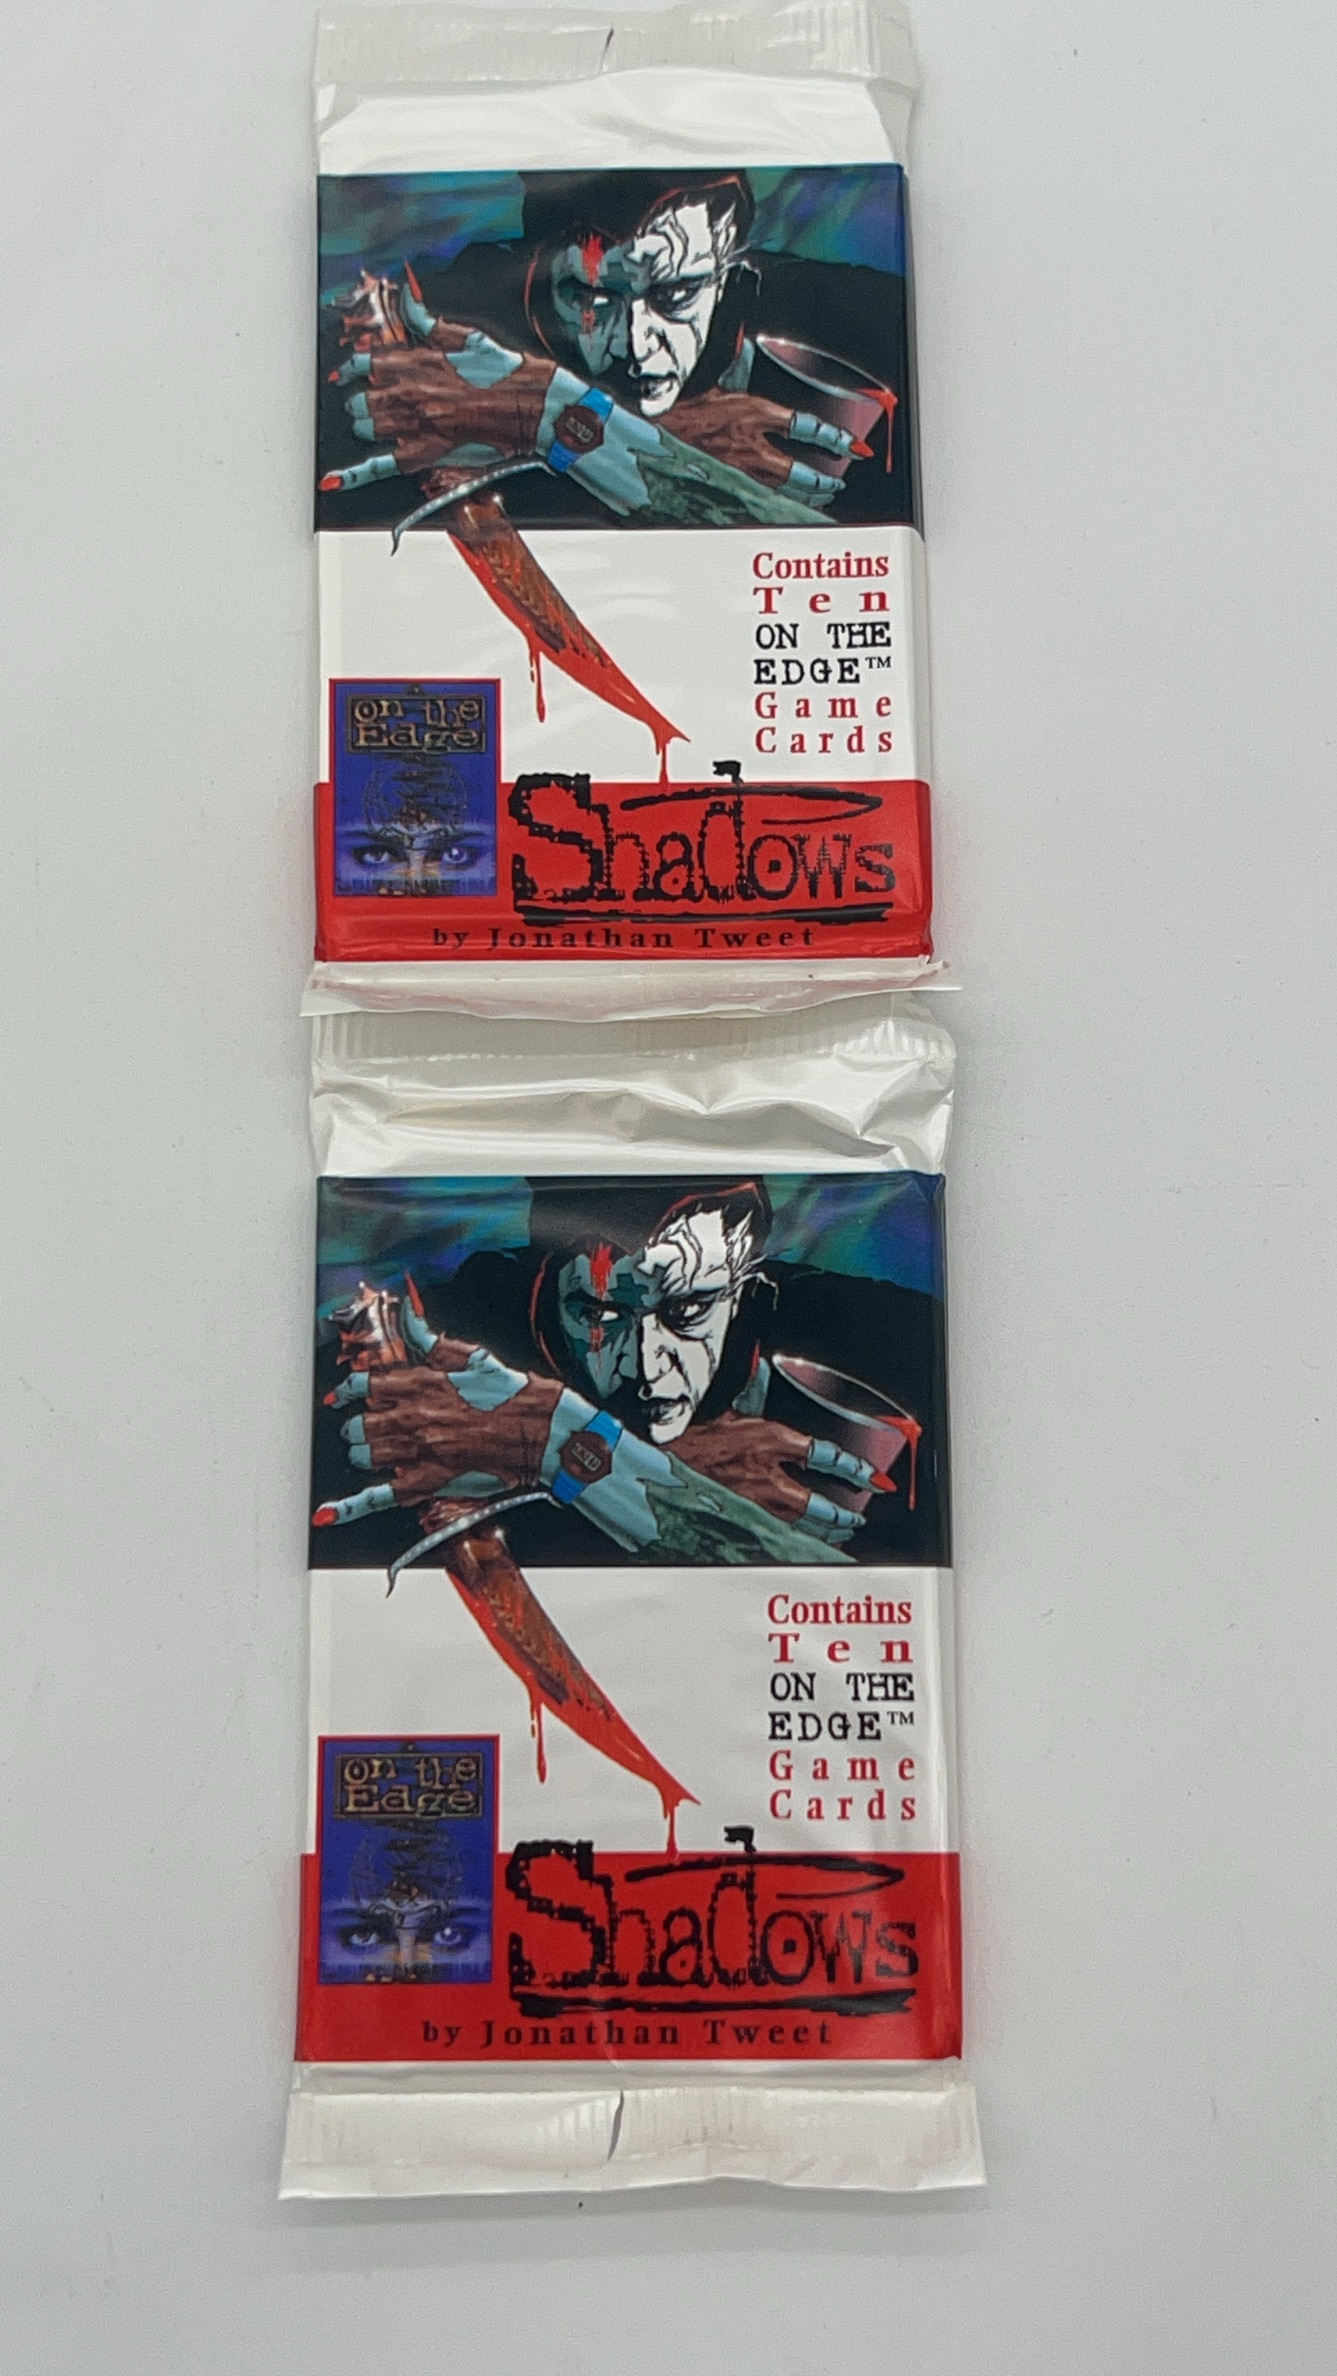 Contains
Ten
ON THE
EDGE™
Game
Cards
on the
Edge
Shadows
by Jonathan Tweet
Contains
Ten
ON THE
EDGE™
Game
Cards
on the
Edge
Shadows
by Jonathan Tweet